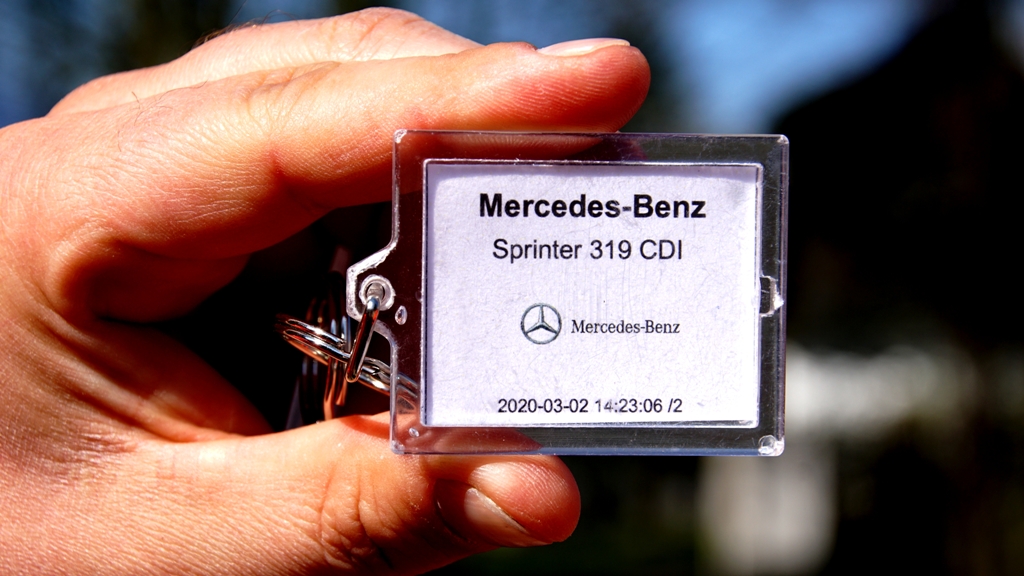 Mercedes-Benz
Sprinter 319 CDI
Mercedes-Benz
2020-03-02 14:23:06 /2